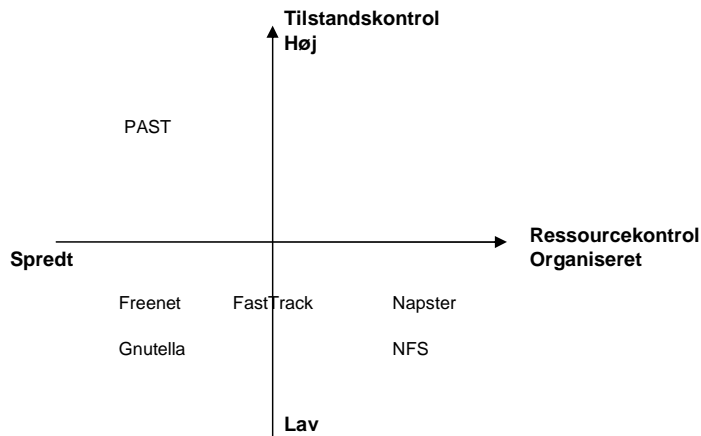 Tilstandskontrol
Høj
PAST
Ressourcekontrol
Organiseret
Spredt
Freenet FastTrack Napster
Gnutella NFS
Lav